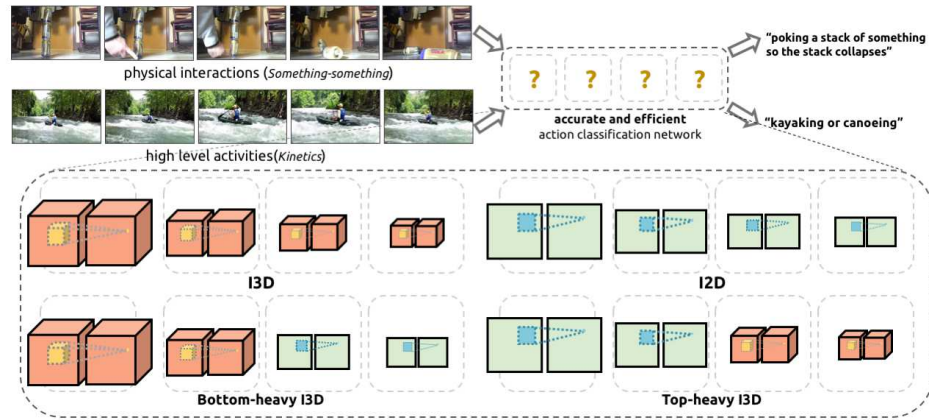 physical interactions (Something-something)
high level activities(Kinetics)
? ? ? ?
accurate and efficient
action classification network
“poking a stack of something
so the stack collapses”
“kayaking or canoeing”
I3D
I2D
Bottom-heavy I3D
Top-heavy I3D